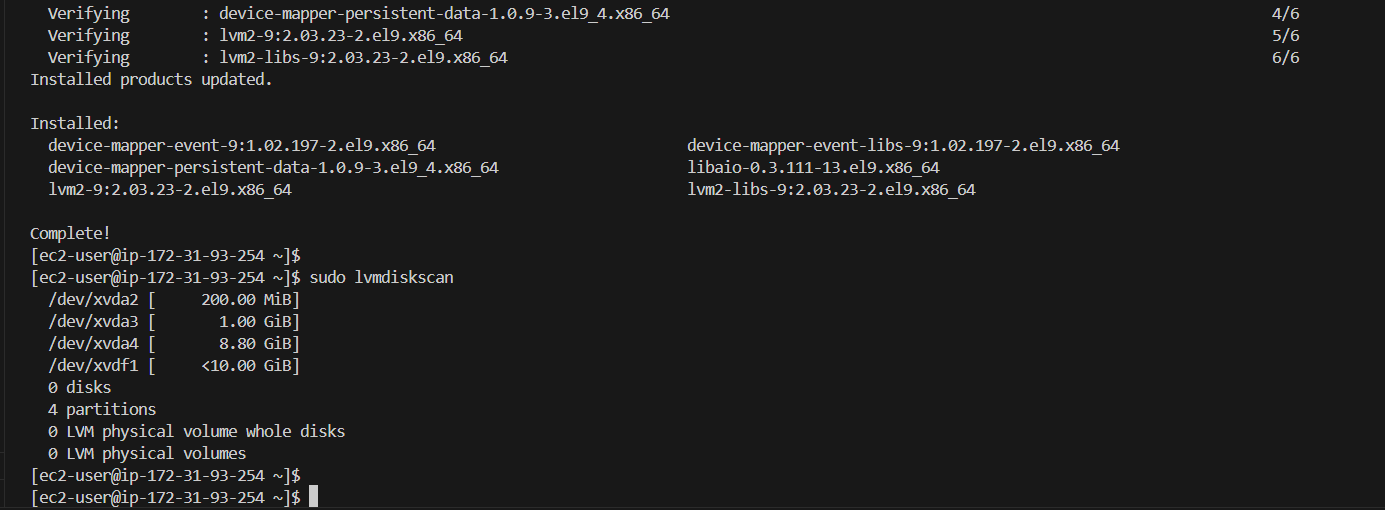 Verifying        : device-mapper-persistent-data-1.0.9-3.el9_4.x86_64                                                                   4/6
Verifying        : lvm2-9:2.03.23-2.el9.x86_64                                                                                          5/6
Verifying        : lvm2-libs-9:2.03.23-2.el9.x86_64                                                                                     6/6
Installed products updated.

Installed:
  device-mapper-event-9:1.02.197-2.el9.x86_64                            device-mapper-event-libs-9:1.02.197-2.el9.x86_64
  device-mapper-persistent-data-1.0.9-3.el9_4.x86_64                     libaio-0.3.111-13.el9.x86_64
  lvm2-9:2.03.23-2.el9.x86_64                                            lvm2-libs-9:2.03.23-2.el9.x86_64

Complete!
[ec2-user@ip-172-31-93-254 ~]$
[ec2-user@ip-172-31-93-254 ~]$ sudo lvmdiskscan
  /dev/xvda2 [     200.00 MiB]
  /dev/xvda3 [       1.00 GiB]
  /dev/xvda4 [       8.80 GiB]
  /dev/xvdf1 [     <10.00 GiB]
  0 disks
  4 partitions
  0 LVM physical volume whole disks
  0 LVM physical volumes
[ec2-user@ip-172-31-93-254 ~]$
[ec2-user@ip-172-31-93-254 ~]$